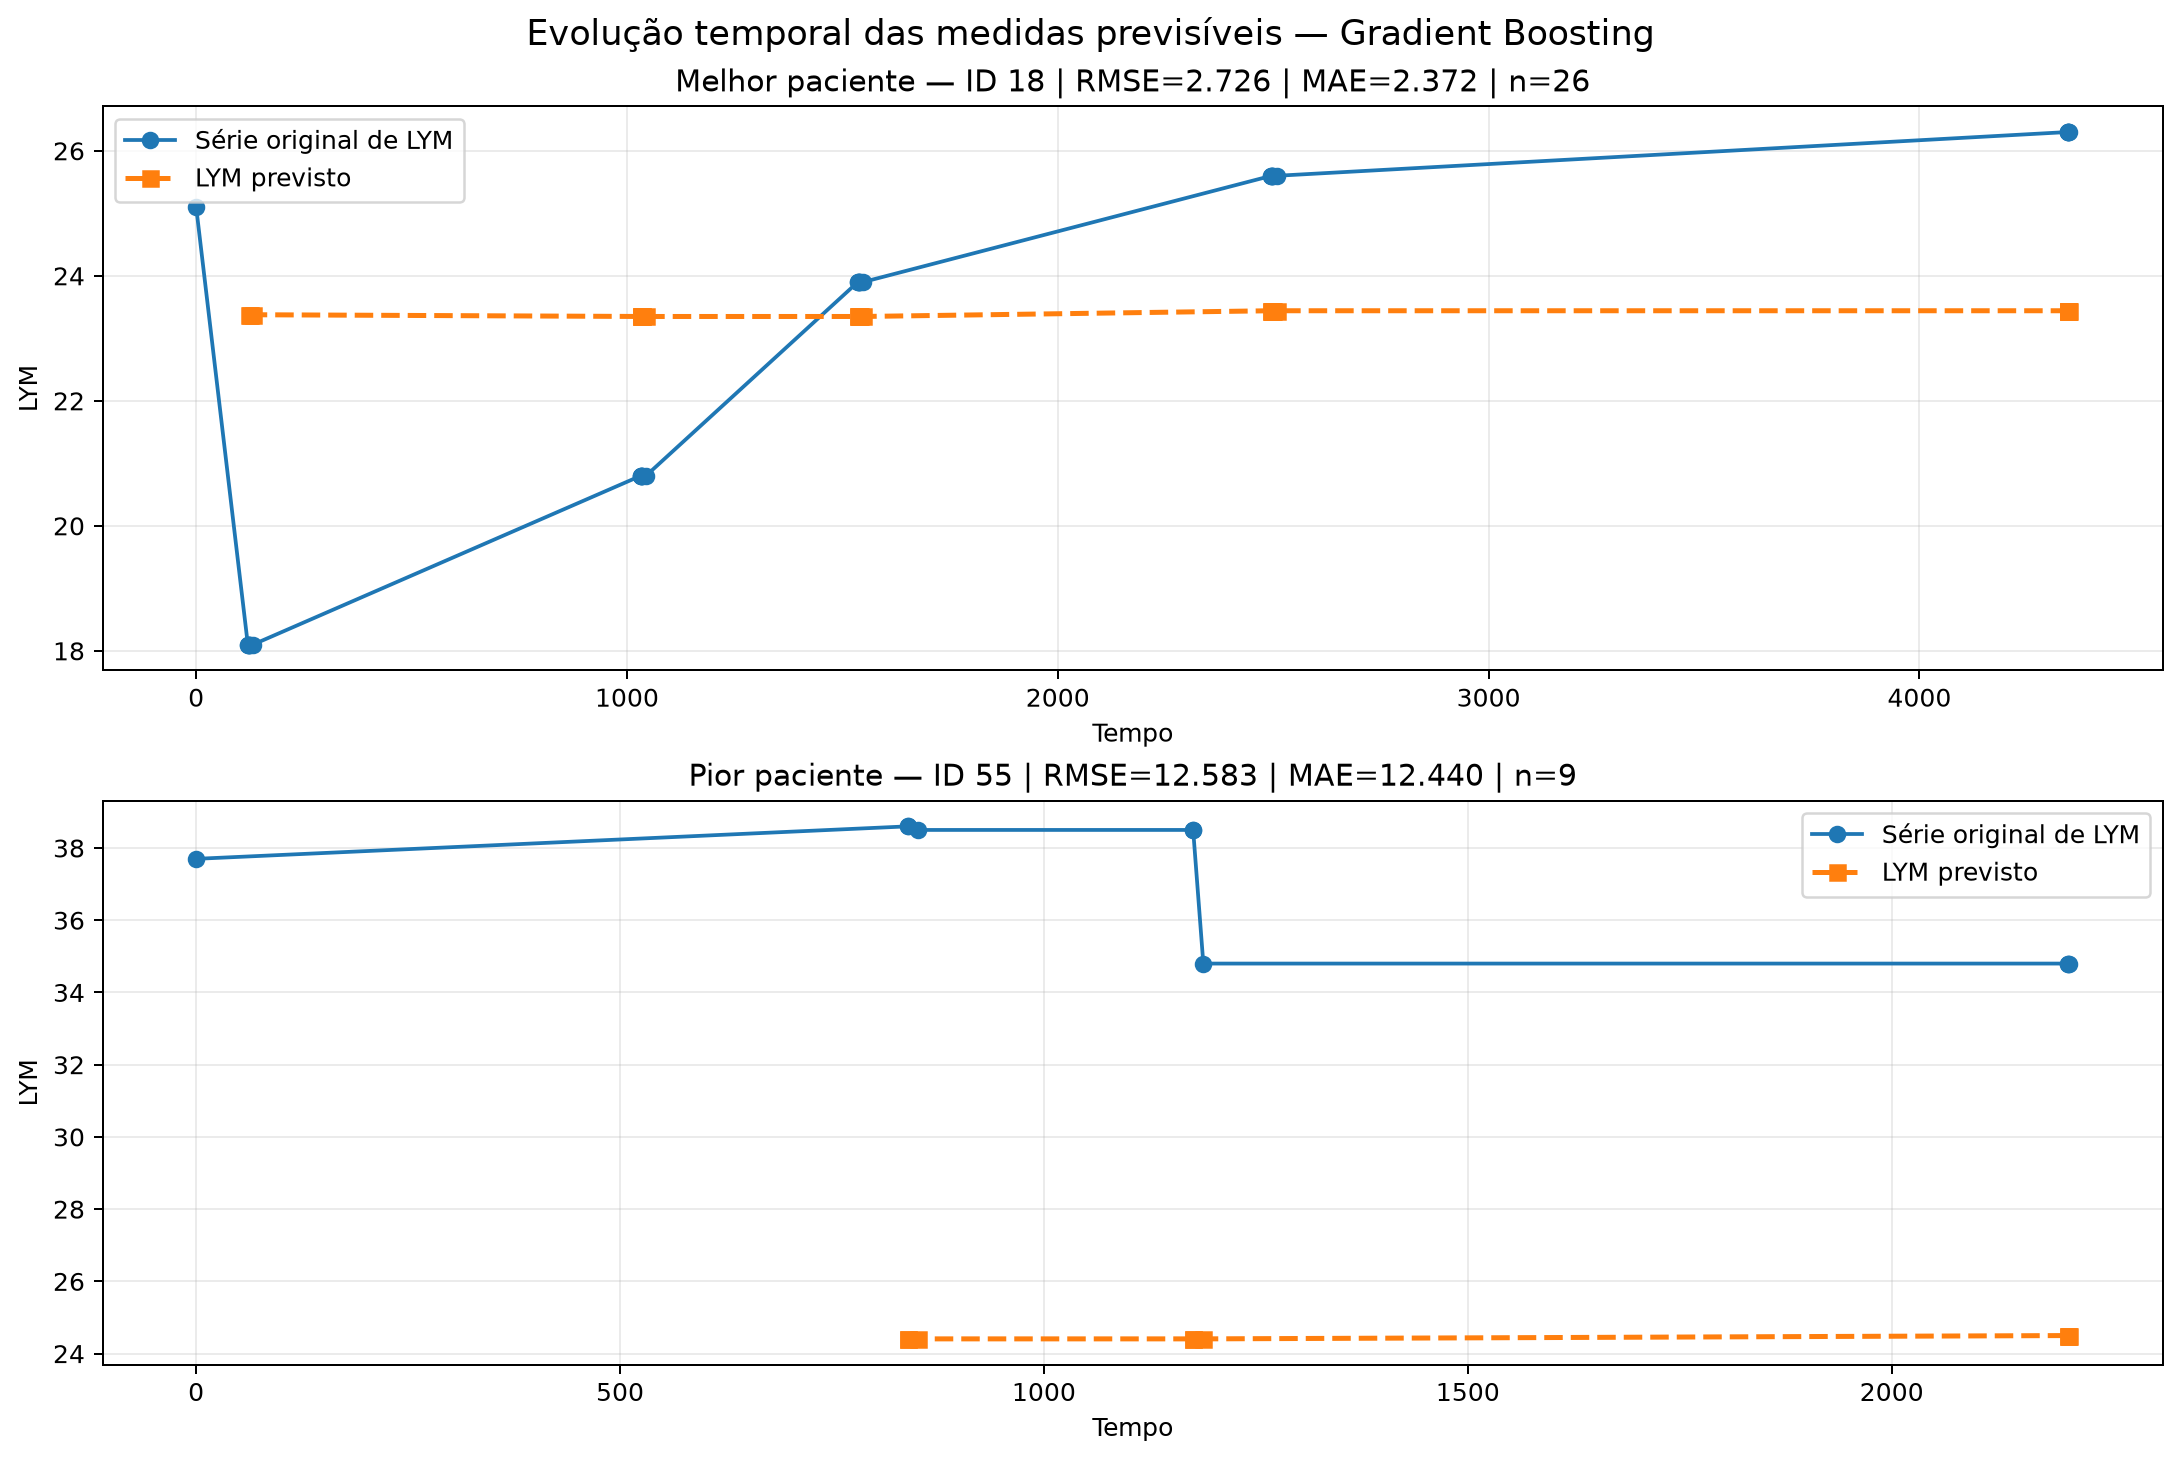 Evolução temporal das medidas previsíveis — Gradient Boosting
Melhor paciente — ID 18 | RMSE=2.726 | MAE=2.372 | n=26
Série original de LYM
LYM previsto
26
24
22
20
18
LYM
0 1000 2000 3000 4000
Tempo
Pior paciente — ID 55 | RMSE=12.583 | MAE=12.440 | n=9
Série original de LYM
LYM previsto
38
36
34
32
30
28
26
24
LYM
0 500 1000 1500 2000
Tempo